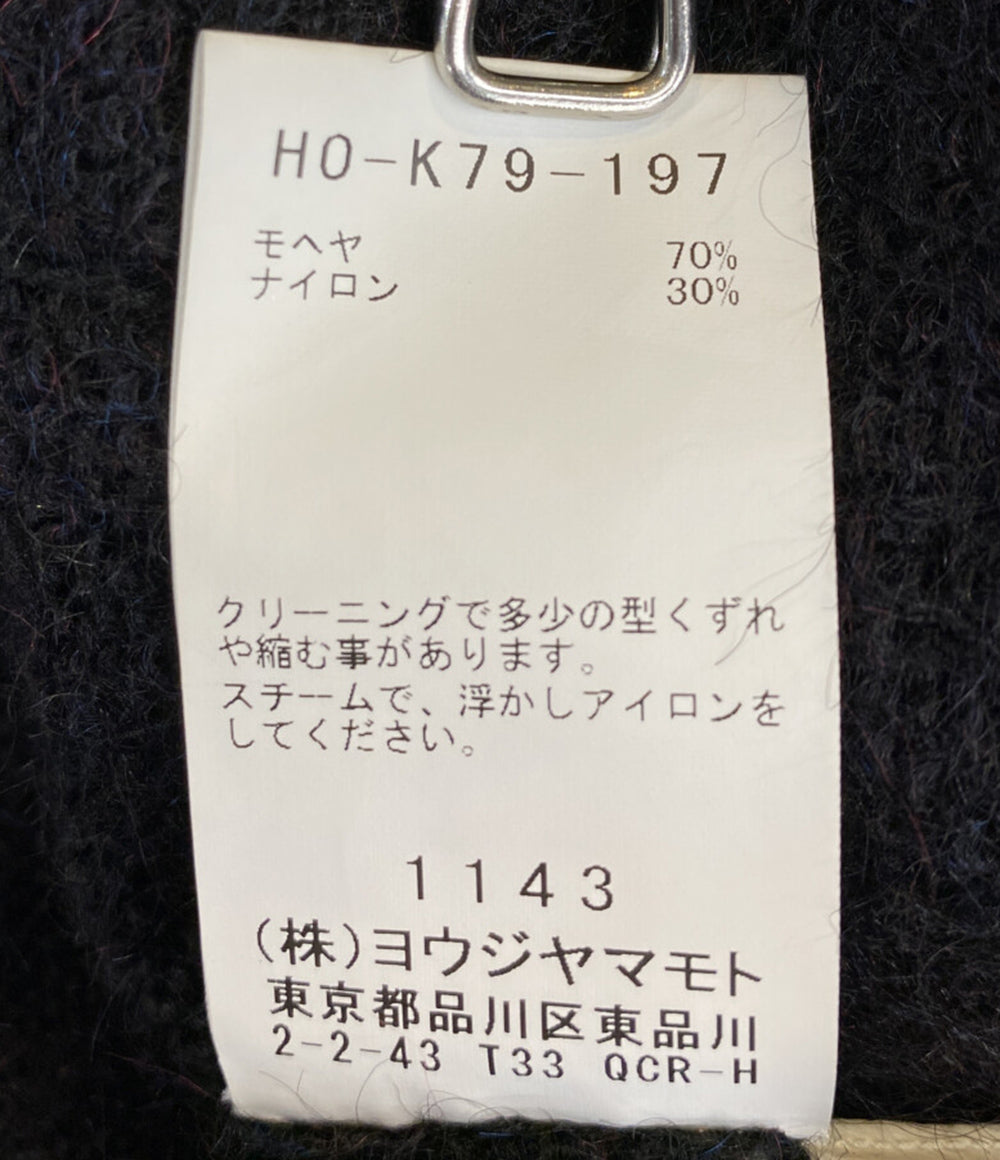 HO-K79-197
モヘヤ 70%
ナイロン 30%
クリーニングで多少の型くずれ
や縮む事があります。
スチームで、浮かしアイロンを
してください。
1143
(株)ヨウジヤマモト
東京都品川区東品川
2-2-43 T33 QCR-H